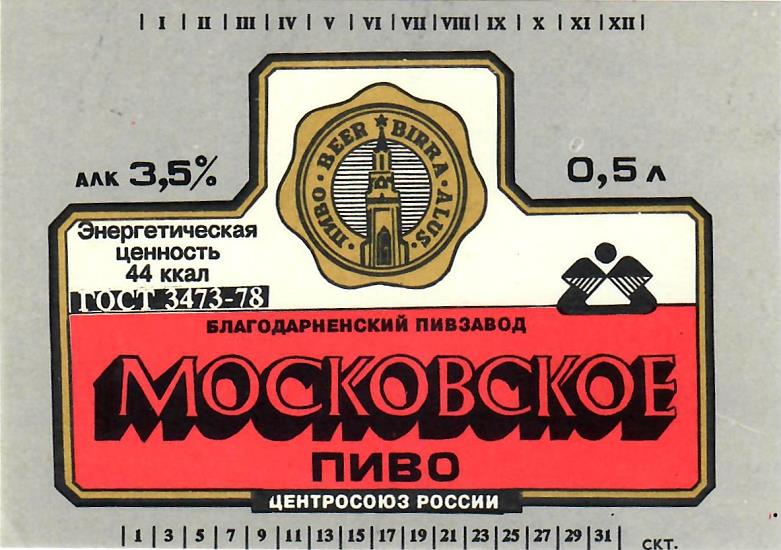 | I | II | III | IV | V | VI | VII | VIII | IX | X | XI | XII |
ПИВО · BEER BIRRA · ALUS ·
АЛК 3,5%
0,5 Л
Энергетическая
ценность
44 ккал
ГОСТ 3473-78
БЛАГОДАРНЕНСКИЙ ПИВЗАВОД
МОСКОВСКОЕ
ПИВО
ЦЕНТРОСОЮЗ РОССИИ
| 1 | 3 | 5 | 7 | 9 | 11 | 13 | 15 | 17 | 19 | 21 | 23 | 25 | 27 | 29 | 31 |
СКТ.